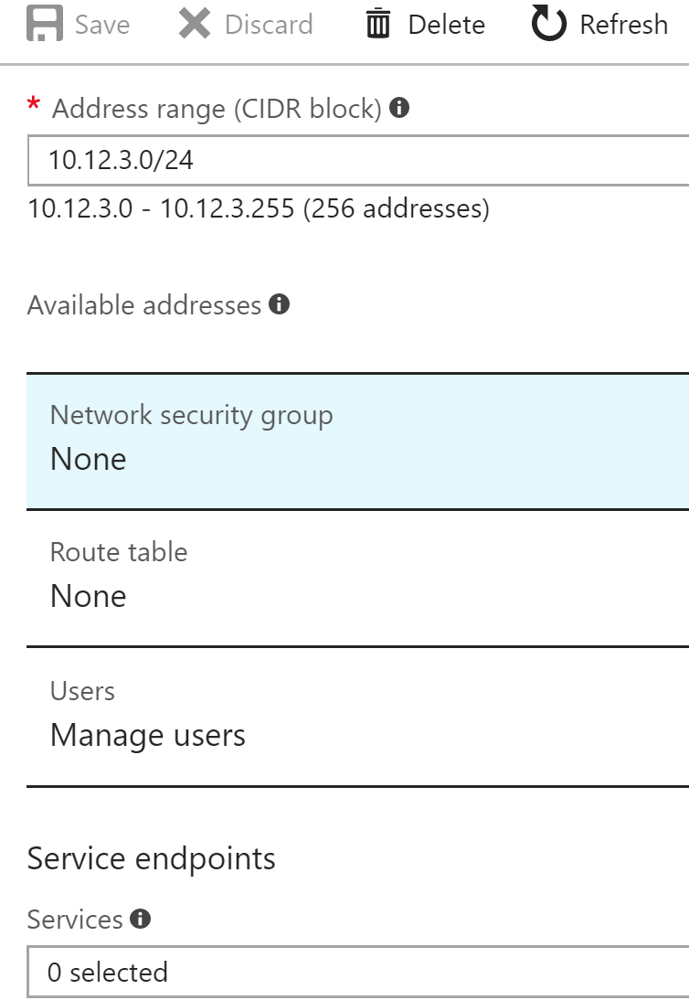 Save Discard Delete Refresh
* Address range (CIDR block)
10.12.3.0/24
10.12.3.0 - 10.12.3.255 (256 addresses)
Available addresses
Network security group
None
Route table
None
Users
Manage users
Service endpoints
Services
0 selected